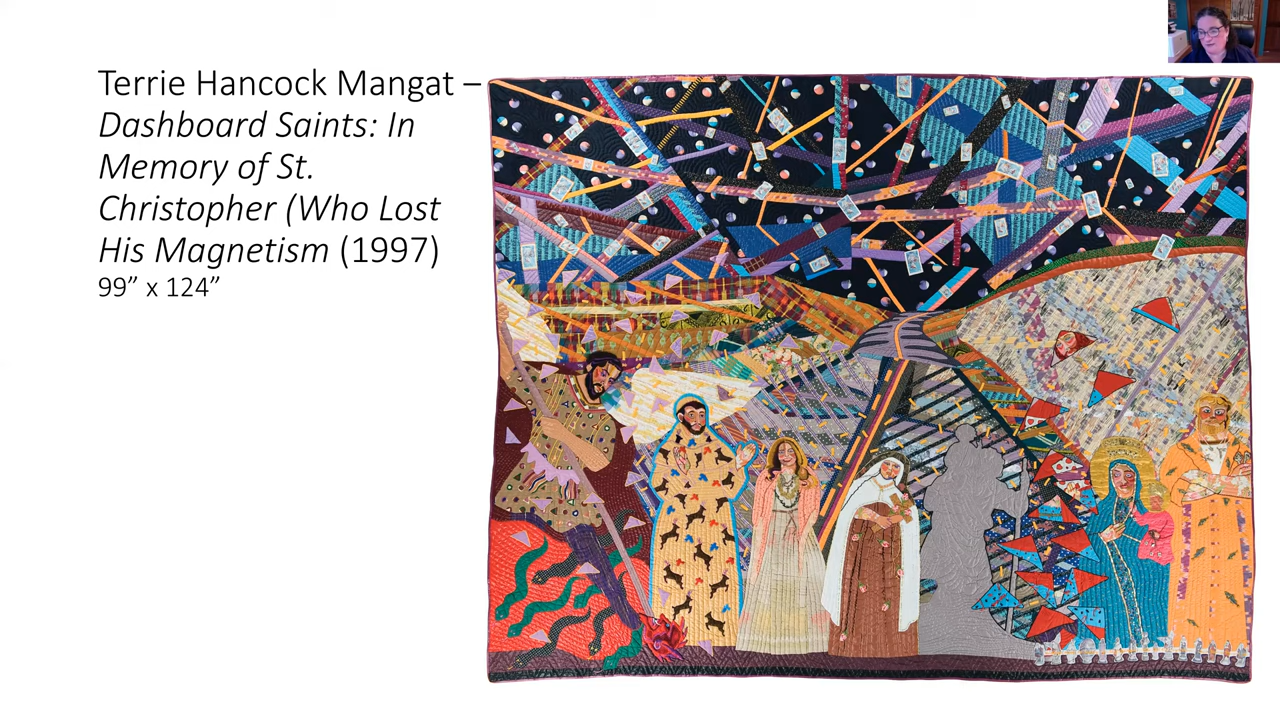 Terrie Hancock Mangat –
Dashboard Saints: In
Memory of St.
Christopher (Who Lost
His Magnetism (1997)
99” x 124”